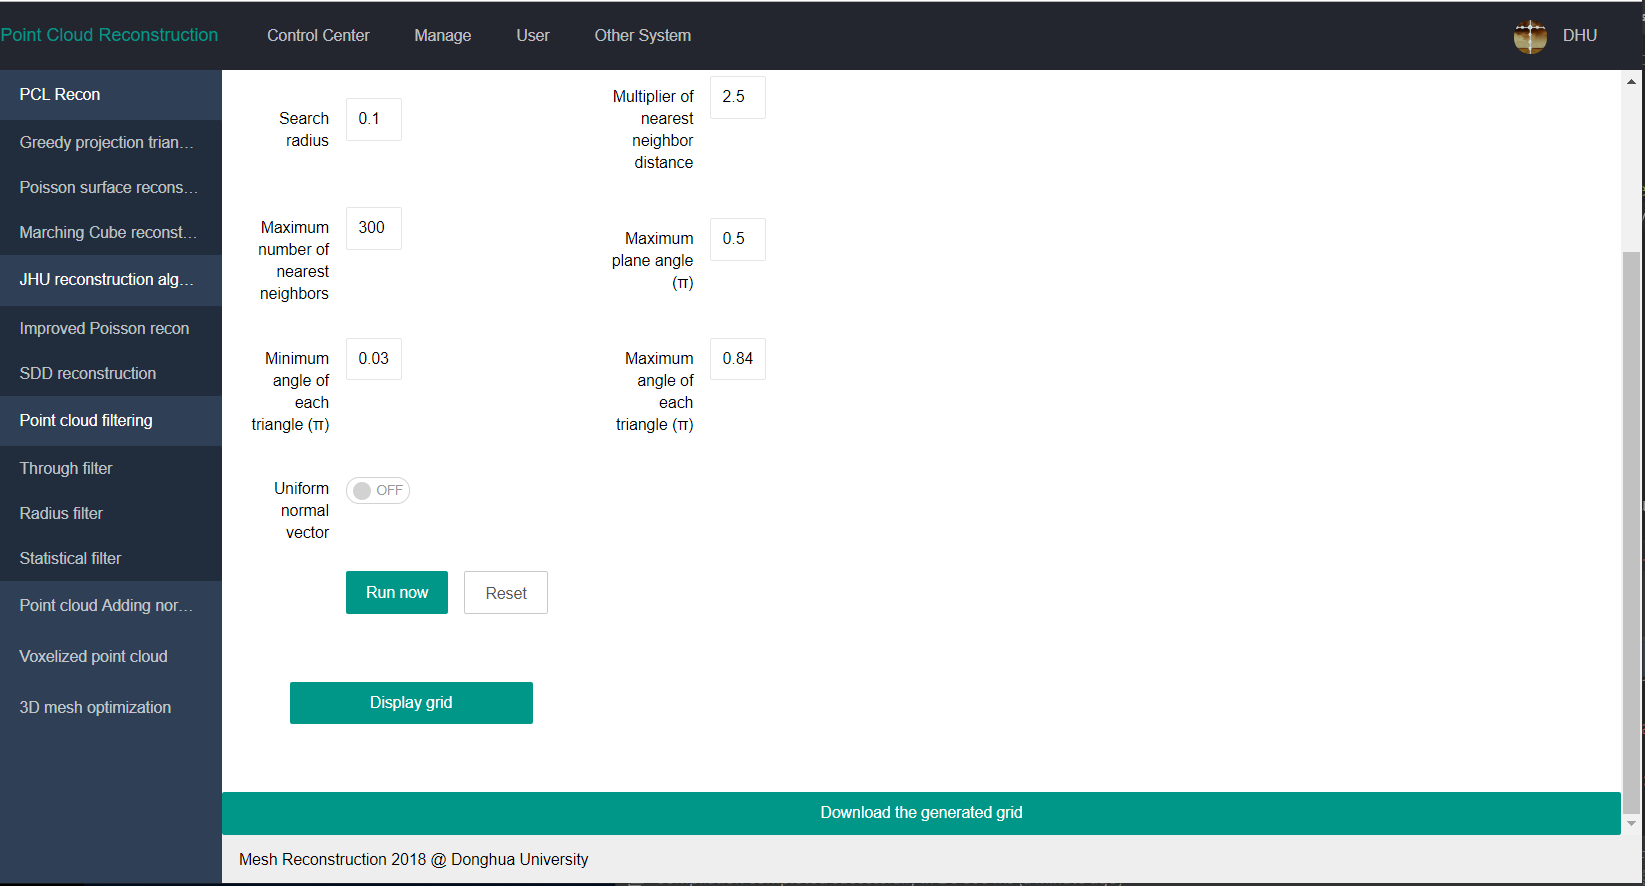 Point Cloud Reconstruction
Control Center
Manage
User
Other System
DHU
PCL Recon
Greedy projection trian...
Poisson surface recons...
Marching Cube reconst...
JHU reconstruction alg...
Improved Poisson recon
SDD reconstruction
Point cloud filtering
Through filter
Radius filter
Statistical filter
Point cloud Adding nor...
Voxelized point cloud
3D mesh optimization
Search
radius
0.1
Multiplier of
nearest
neighbor
distance
2.5
Maximum
number of
nearest
neighbors
300
Maximum
plane angle
(π)
0.5
Minimum
angle of
each
triangle (π)
0.03
Maximum
angle of
each
triangle (π)
0.84
Uniform
normal
vector
OFF
Run now
Reset
Display grid
Download the generated grid
Mesh Reconstruction 2018 @ Donghua University